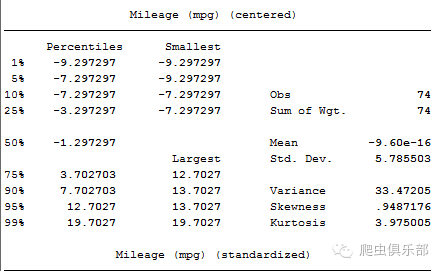 Mileage (mpg) (centered)
Percentiles Smallest
1% -9.297297 -9.297297
5% -7.297297 -9.297297
10% -7.297297 -7.297297 Obs 74
25% -3.297297 -7.297297 Sum of Wgt. 74
50% -1.297297 Mean -9.60e-16
Largest Std. Dev. 5.785503
75% 3.702703 12.7027
90% 7.702703 13.7027 Variance 33.47205
95% 12.7027 13.7027 Skewness .9487176
99% 19.7027 19.7027 Kurtosis 3.975005
Mileage (mpg) (standardized)
爬虫俱乐部